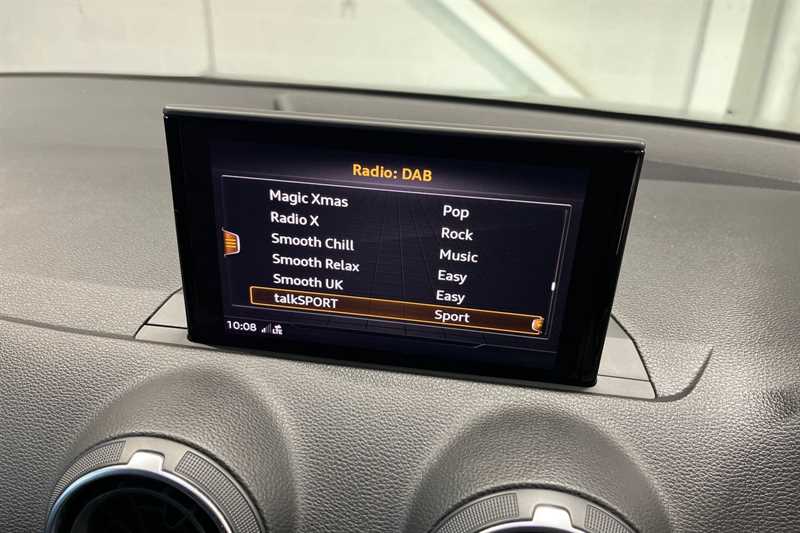 Radio: DAB
Magic Xmas Pop
Radio X Rock
Smooth Chill Music
Smooth Relax Easy
Smooth UK Easy
talkSPORT Sport
10:08 LTE